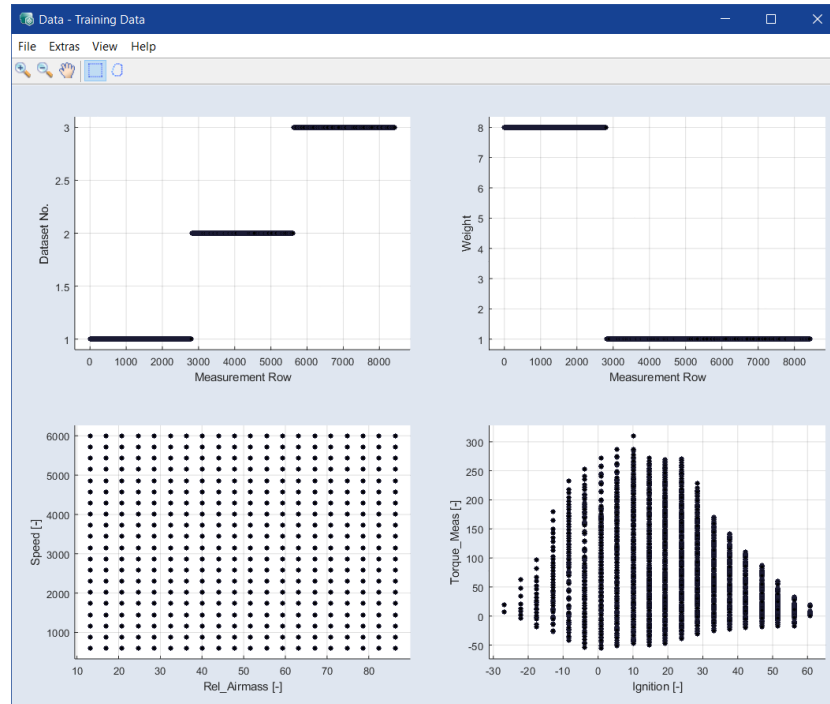 Data - Training Data
File Extras View Help
3
2.5
2
1.5
1
Dataset No.
0 1000 2000 3000 4000 5000 6000 7000 8000
Measurement Row
8
7
6
5
4
3
2
1
Weight
0 1000 2000 3000 4000 5000 6000 7000 8000
Measurement Row
6000
5000
4000
3000
2000
1000
Speed [-]
10 20 30 40 50 60 70 80
Rel_Airmass [-]
300
250
200
150
100
50
0
-50
Torque_Meas [-]
-30 -20 -10 0 10 20 30 40 50 60
Ignition [-]